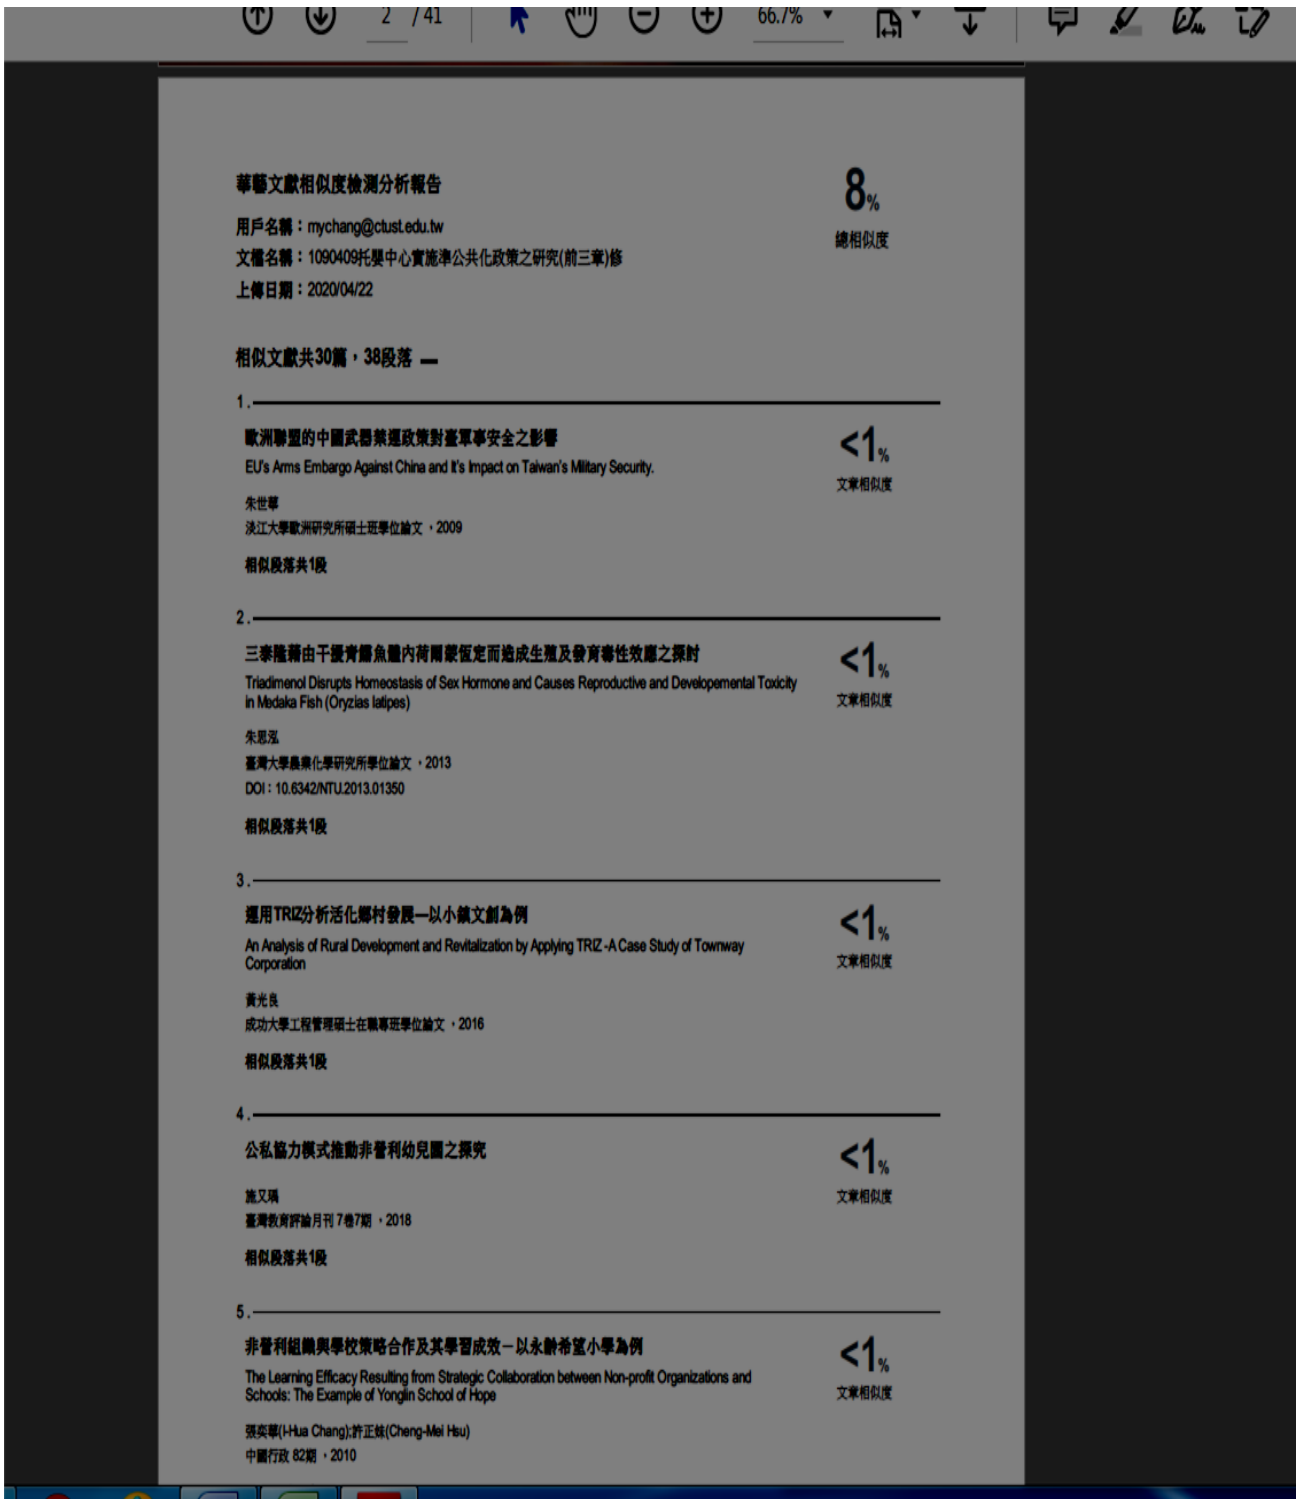 2 / 41
66.7%
華藝文獻相似度檢測分析報告
8%
用戶名稱：mychang@ctust.edu.tw
總相似度
文檔名稱：1090409托嬰中心實施準公共化政策之研究(前三章)修
上傳日期：2020/04/22
相似文獻共30篇，38段落
1.
歐洲聯盟的中國武器禁運政策對臺軍事安全之影響
<1%
EU's Arms Embargo Against China and It's Impact on Taiwan's Military Security.
文章相似度
朱世華
淡江大學歐洲研究所碩士班學位論文，2009
相似段落共1段
2.
三泰隆藉由干擾青鱂魚體內荷爾蒙恆定而造成生殖及發育毒性效應之探討
<1%
Triadimenol Disrupts Homeostasis of Sex Hormone and Causes Reproductive and Developemental Toxicity
in Medaka Fish (Oryzias latipes)
文章相似度
朱思泓
臺灣大學農業化學研究所學位論文，2013
DOI：10.6342/NTU.2013.01350
相似段落共1段
3.
運用TRIZ分析活化鄉村發展—以小鎮文創為例
<1%
An Analysis of Rural Development and Revitalization by Applying TRIZ -A Case Study of Townway
Corporation
文章相似度
黃光良
成功大學工程管理碩士在職專班學位論文，2016
相似段落共1段
4.
公私協力模式推動非營利幼兒園之探究
<1%
文章相似度
施又瑀
臺灣教育評論月刊 7卷7期，2018
相似段落共1段
5.
非營利組織與學校策略合作及其學習成效－以永齡希望小學為例
<1%
The Learning Efficacy Resulting from Strategic Collaboration between Non-profit Organizations and
Schools: The Example of Yonglin School of Hope
文章相似度
張奕華(I-Hua Chang);許正妹(Cheng-Mei Hsu)
中國行政 82期，2010